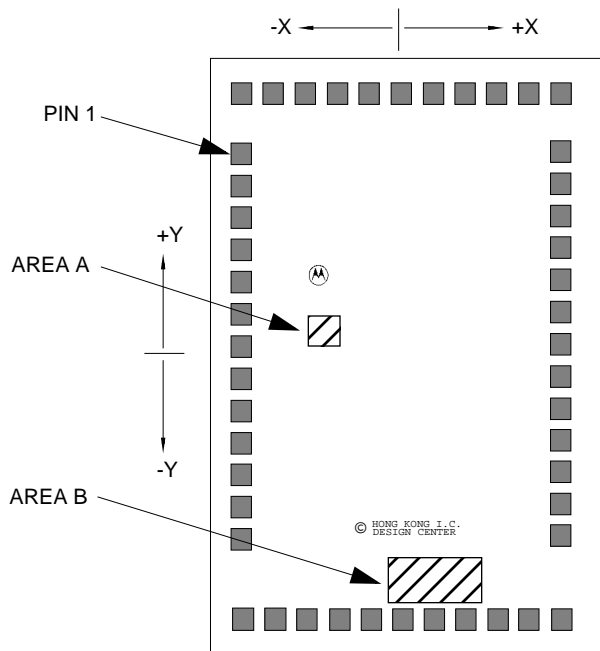 -X +X
PIN 1
+Y
AREA A
-Y
AREA B
© HONG KONG I.C.
DESIGN CENTER